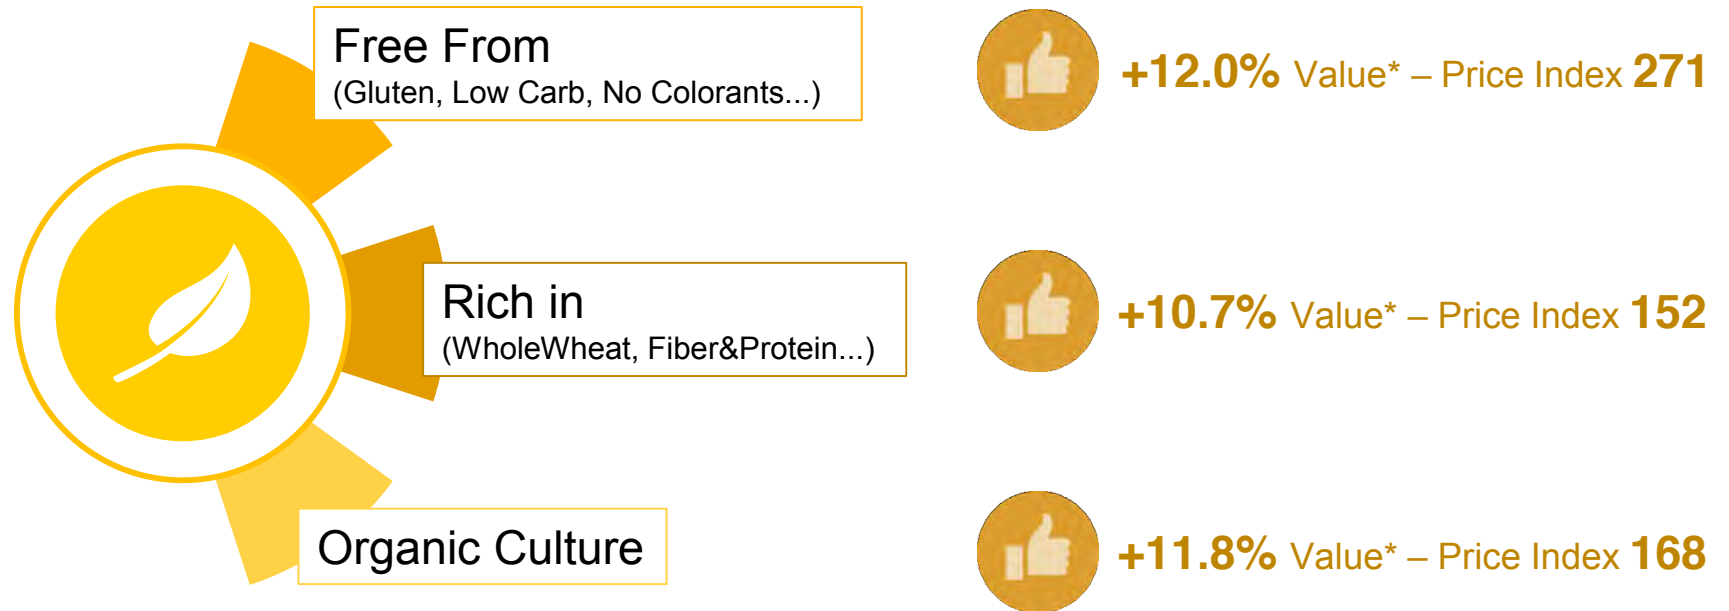 Free From
(Gluten, Low Carb, No Colorants...)
+12.0% Value* – Price Index 271
Rich in
(WholeWheat, Fiber&Protein...)
+10.7% Value* – Price Index 152
Organic Culture
+11.8% Value* – Price Index 168